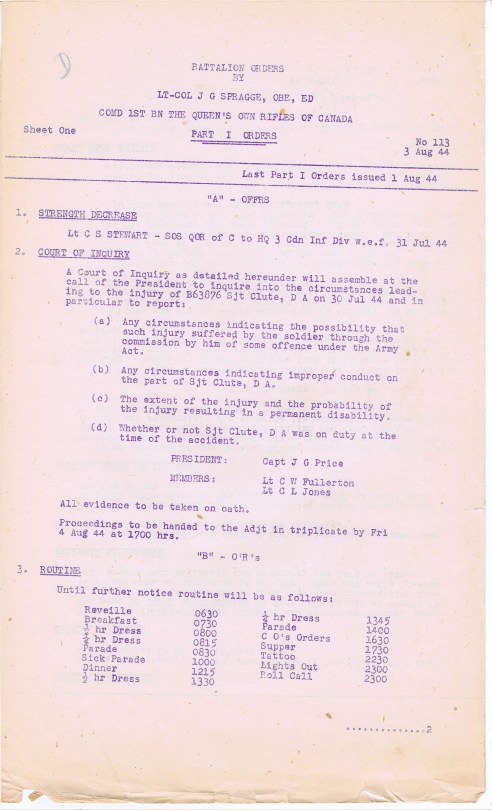 D
BATTALION ORDERS
BY
LT-COL J G SPRAGGE, OBE, ED
COMD 1ST BN THE QUEEN'S OWN RIFLES OF CANADA
Sheet One
PART I ORDERS
No 113
3 Aug 44
Last Part I Orders issued 1 Aug 44
"A" - OFFRS
1. STRENGTH DECREASE
Lt C S STEWART - SOS QOR of C to HQ 3 Cdn Inf Div w.e.f. 31 Jul 44
2. COURT OF INQUIRY
A Court of Inquiry as detailed hereunder will assemble at the
call of the President to inquire into the circumstances lead-
ing to the injury of B63876 Sjt Clute, D A on 30 Jul 44 and in
particular to report:
(a) Any circumstances indicating the possibility that
such injury suffered by the soldier through the
commission by him of some offence under the Army
Act.
(b) Any circumstances indicating improper conduct on
the part of Sjt Clute, D A.
(c) The extent of the injury and the probability of
the injury resulting in a permanent disability.
(d) Whether or not Sjt Clute, D A was on duty at the
time of the accident.
PRESIDENT: Capt J G Price
MEMBERS: Lt C W Fullerton
Lt C L Jones
All evidence to be taken on oath.
Proceedings to be handed to the Adjt in triplicate by Fri
4 Aug 44 at 1700 hrs.
"B" - O'R's
3. ROUTINE
Until further notice routine will be as follows:
Reveille 0630 ½ hr Dress 1345
Breakfast 0730 Parade 1400
½ hr Dress 0800 C O's Orders 1630
¼ hr Dress 0815 Supper 1730
Parade 0830 Tattoo 2230
Sick Parade 1000 Lights Out 2300
Dinner 1215 Roll Call 2300
½ hr Dress 1330
..............2